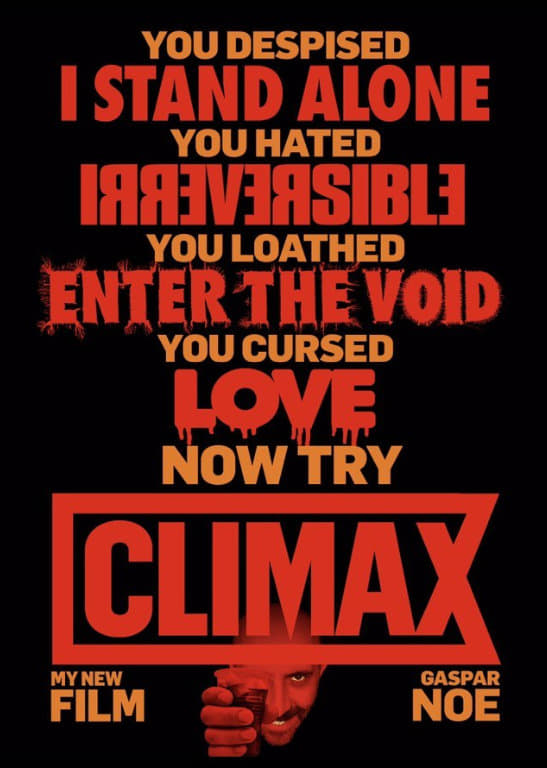 YOU DESPISED
I STAND ALONE
YOU HATED
IRREVERSIBLE
YOU LOATHED
ENTER THE VOID
YOU CURSED
LOVE
NOW TRY
CLIMAX
MY NEW
FILM
GASPAR
NOE